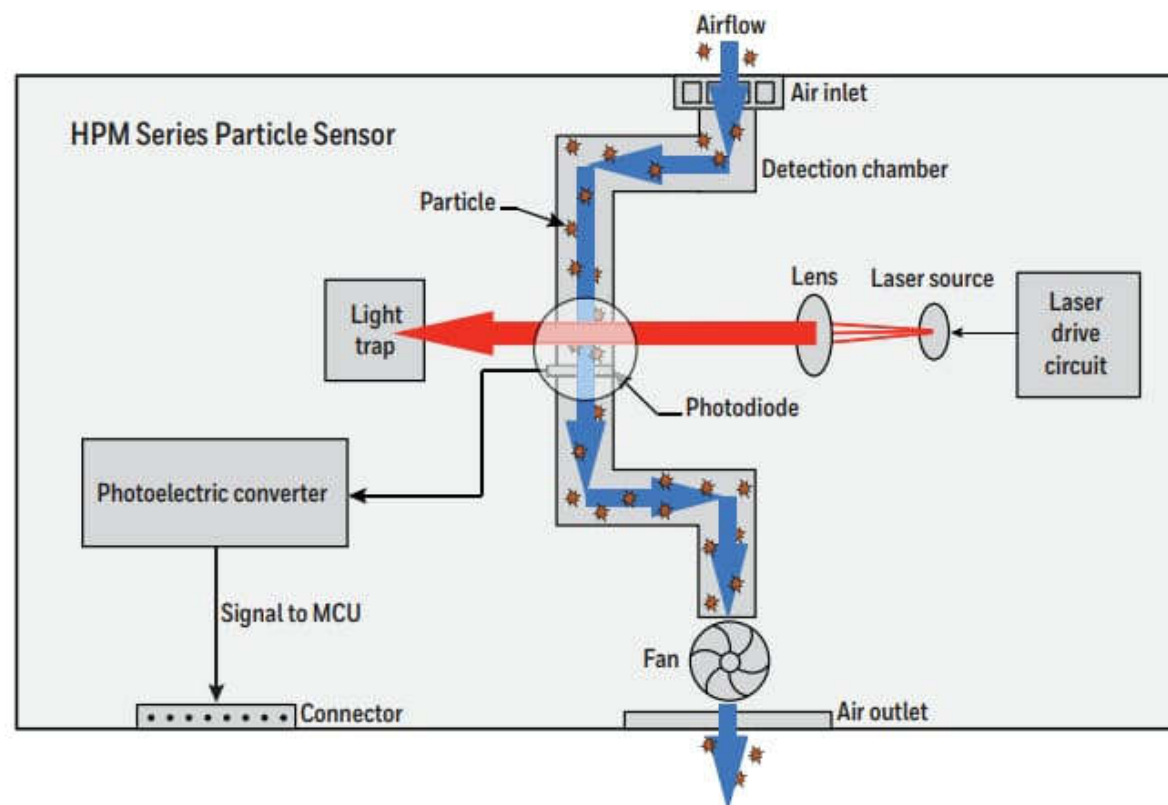 Airflow
Air inlet
HPM Series Particle Sensor
Detection chamber
Particle
Lens
Laser source
Light
trap
Laser
drive
circuit
Photodiode
Photoelectric converter
Signal to MCU
Fan
Connector
Air outlet